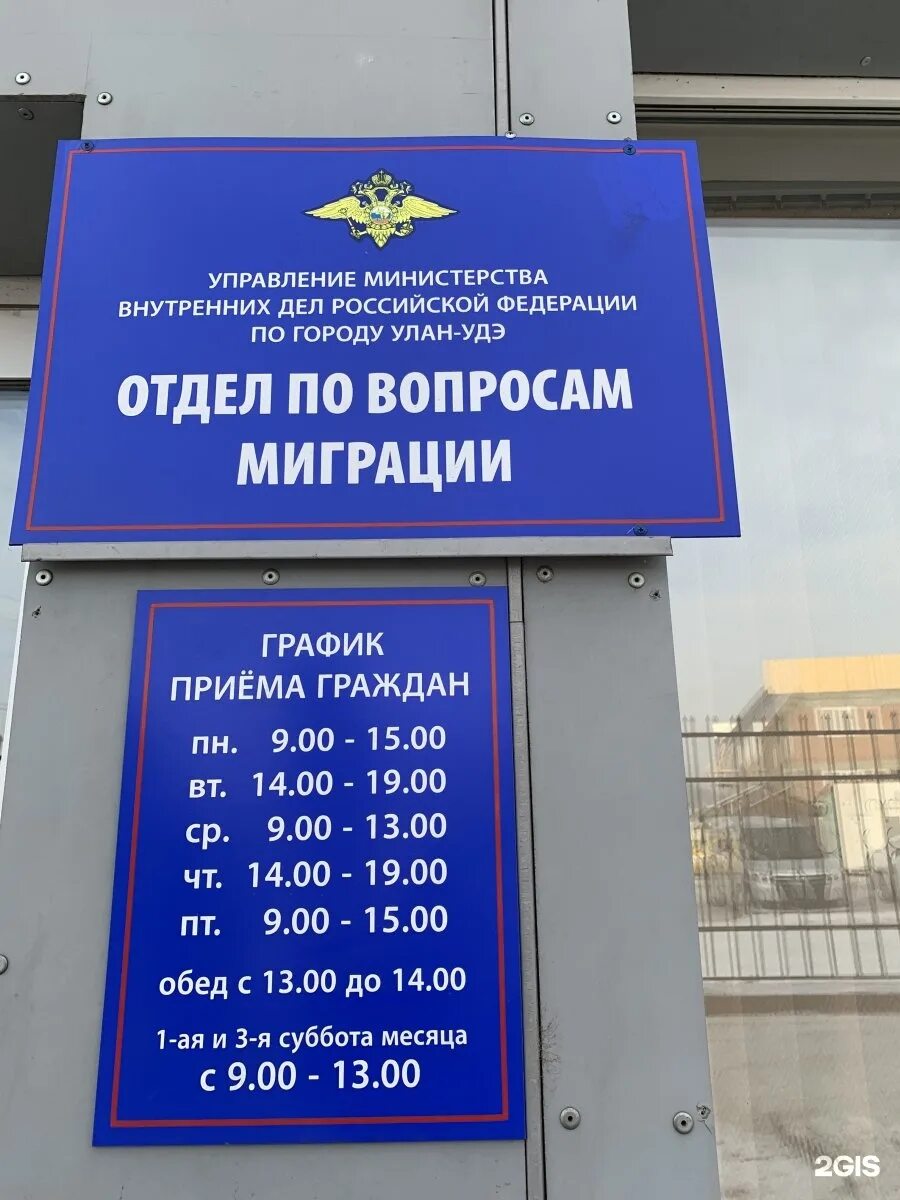 УПРАВЛЕНИЕ МИНИСТЕРСТВА
ВНУТРЕННИХ ДЕЛ РОССИЙСКОЙ ФЕДЕРАЦИИ
ПО ГОРОДУ УЛАН-УДЭ
ОТДЕЛ ПО ВОПРОСАМ
МИГРАЦИИ
ГРАФИК
ПРИЁМА ГРАЖДАН
пн. 9.00 - 15.00
вт. 14.00 - 19.00
ср. 9.00 - 13.00
чт. 14.00 - 19.00
пт. 9.00 - 15.00
обед с 13.00 до 14.00
1-ая и 3-я суббота месяца
с 9.00 - 13.00
2GIS